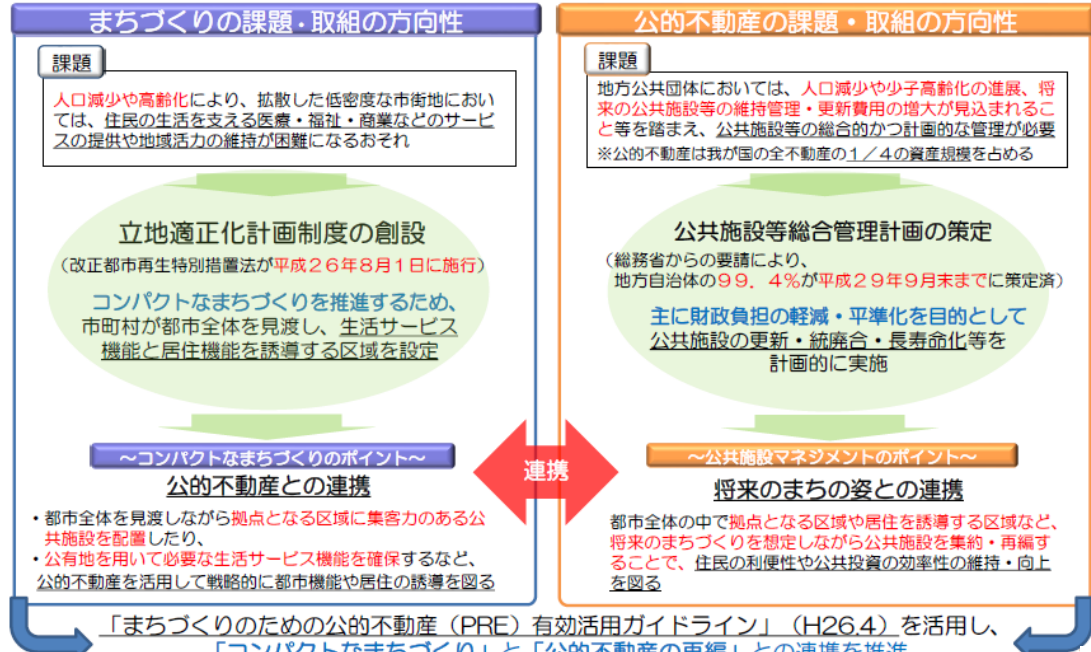 まちづくりの課題・取組の方向性
課題
人口減少や高齢化により、拡散した低密度な市街地におい
ては、住民の生活を支える医療・福祉・商業などのサービ
スの提供や地域活力の維持が困難になるおそれ
立地適正化計画制度の創設
（改正都市再生特別措置法が平成２６年８月１日に施行）
コンパクトなまちづくりを推進するため、
市町村が都市全体を見渡し、生活サービス
機能と居住機能を誘導する区域を設定
～コンパクトなまちづくりのポイント～
公的不動産との連携
・都市全体を見渡しながら拠点となる区域に集客力のある公
共施設を配置したり、
・公有地を用いて必要な生活サービス機能を確保するなど、
公的不動産を活用して戦略的に都市機能や居住の誘導を図る
連携
公的不動産の課題・取組の方向性
課題
地方公共団体においては、人口減少や少子高齢化の進展、将
来の公共施設等の維持管理・更新費用の増大が見込まれるこ
と等を踏まえ、公共施設等の総合的かつ計画的な管理が必要
※公的不動産は我が国の全不動産の１／４の資産規模を占める
公共施設等総合管理計画の策定
（総務省からの要請により、
地方自治体の９９．４%が平成２９年９月末までに策定済）
主に財政負担の軽減・平準化を目的として
公共施設の更新・統廃合・長寿命化等を
計画的に実施
～公共施設マネジメントのポイント～
将来のまちの姿との連携
都市全体の中で拠点となる区域や居住を誘導する区域など、
将来のまちづくりを想定しながら公共施設を集約・再編す
ることで、住民の利便性や公共投資の効率性の維持・向上
を図る
「まちづくりのための公的不動産（PRE）有効活用ガイドライン」（H26.4）を活用し、
「コンパクトなまちづくり」と「公的不動産の再編」との連携を推進